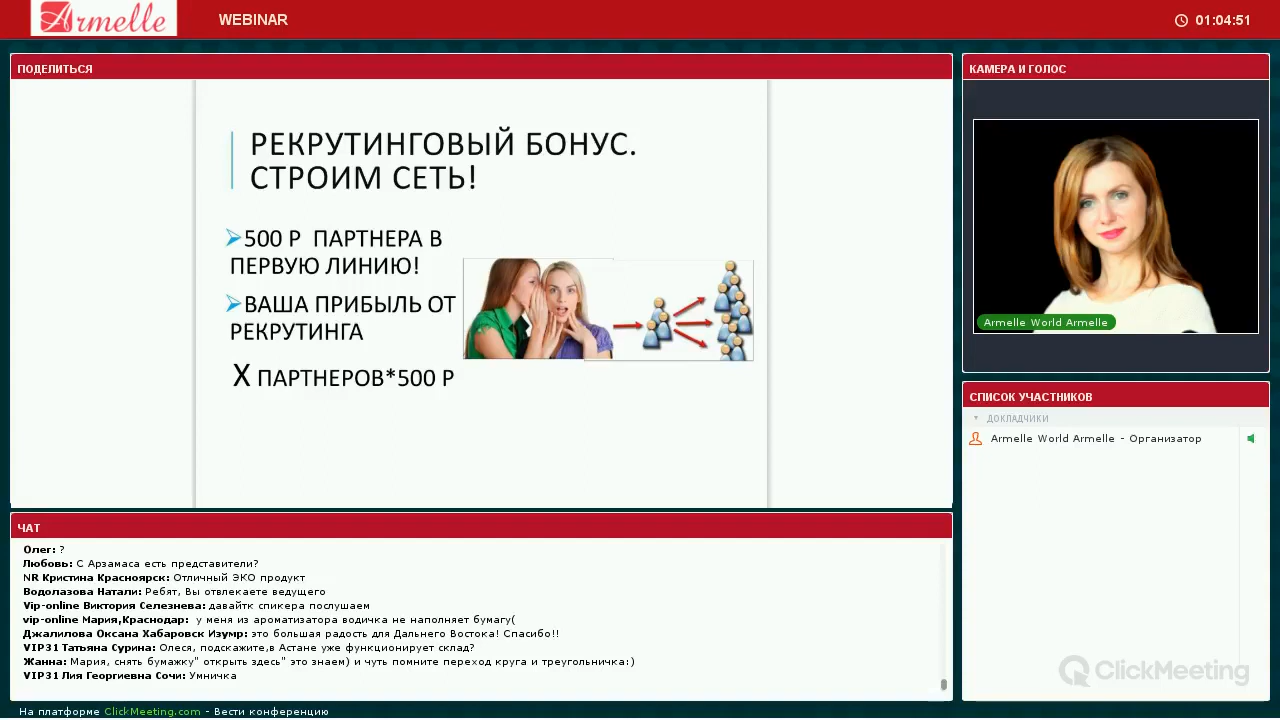 Armelle
WEBINAR
01:04:51
ПОДЕЛИТЬСЯ
РЕКРУТИНГОВЫЙ БОНУС.
СТРОИМ СЕТЬ!
500 Р ПАРТНЕРА В
ПЕРВУЮ ЛИНИЮ!
ВАША ПРИБЫЛЬ ОТ
РЕКРУТИНГА
Х ПАРТНЕРОВ*500 Р
КАМЕРА И ГОЛОС
Armelle World Armelle
СПИСОК УЧАСТНИКОВ
ДОКЛАДЧИКИ
Armelle World Armelle - Организатор
ЧАТ
Олег: ?
Любовь: С Арзамаса есть представители?
NR Кристина Красноярск: Отличный ЭКО продукт
Водолазова Натали: Ребят, Вы отвлекаете ведущего
Vip-online Виктория Селезнева: давайтк спикера послушаем
vip-online Мария,Краснодар: у меня из ароматизатора водичка не наполняет бумагу(
Джалилова Оксана Хабаровск Изумр: это большая радость для Дальнего Востока! Спасибо!!
VIP31 Татьяна Сурина: Олеся, подскажите,в Астане уже функционирует склад?
Жанна: Мария, снять бумажку" открыть здесь" это знаем) и чуть помните переход круга и треугольничка:)
VIP31 Лия Георгиевна Сочи: Умничка
ClickMeeting
На платформе ClickMeeting.com - Вести конференцию